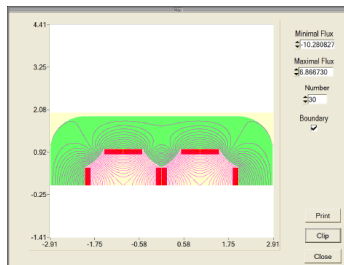 4.41
3.25
2.08
0.92
-0.25
-1.41
-2.91 -1.75 -0.58 0.58 1.75 2.91
Minimal Flux
-10.280827
Maximal Flux
6.866730
Number
30
Boundary
Print
Clip
Close